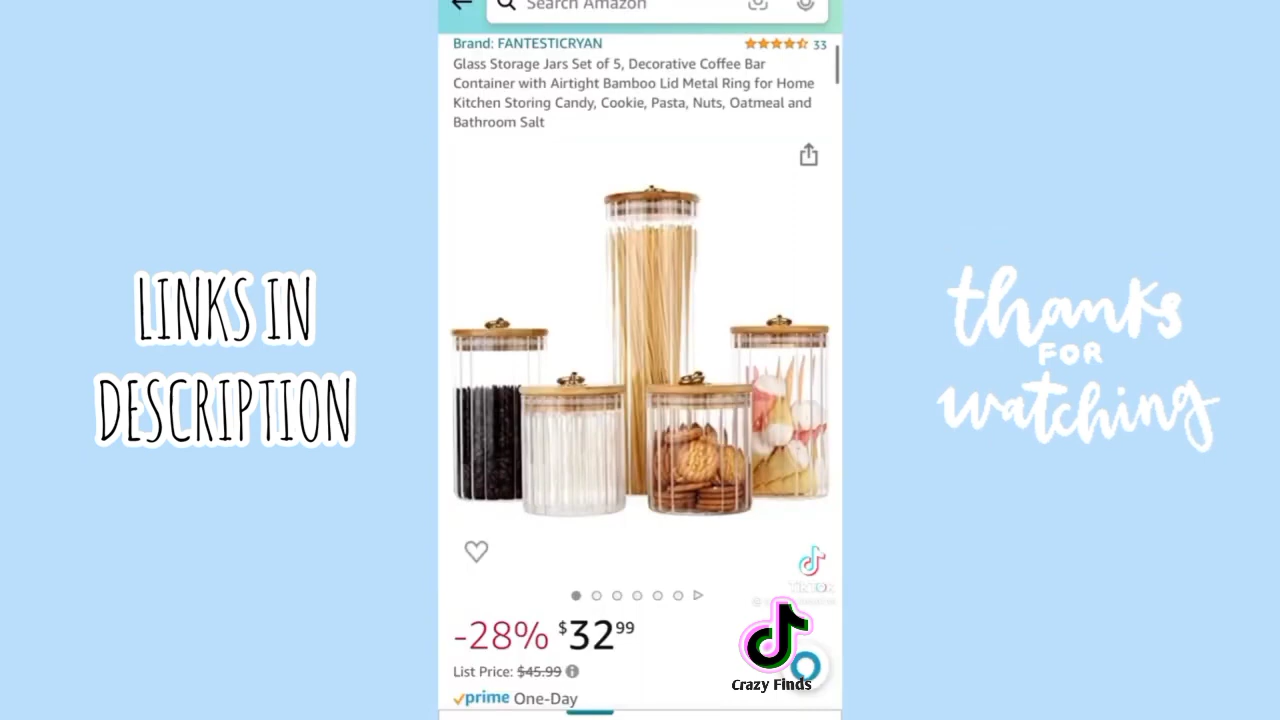 Search Amazon
Brand: FANTESTICRYAN
33
Glass Storage Jars Set of 5, Decorative Coffee Bar
Container with Airtight Bamboo Lid Metal Ring for Home
Kitchen Storing Candy, Cookie, Pasta, Nuts, Oatmeal and
Bathroom Salt
LINKS IN
DESCRIPTION
thanks
FOR
watching
TikTok
-28% $32 99
List Price: $45.99
Crazy Finds
prime One-Day